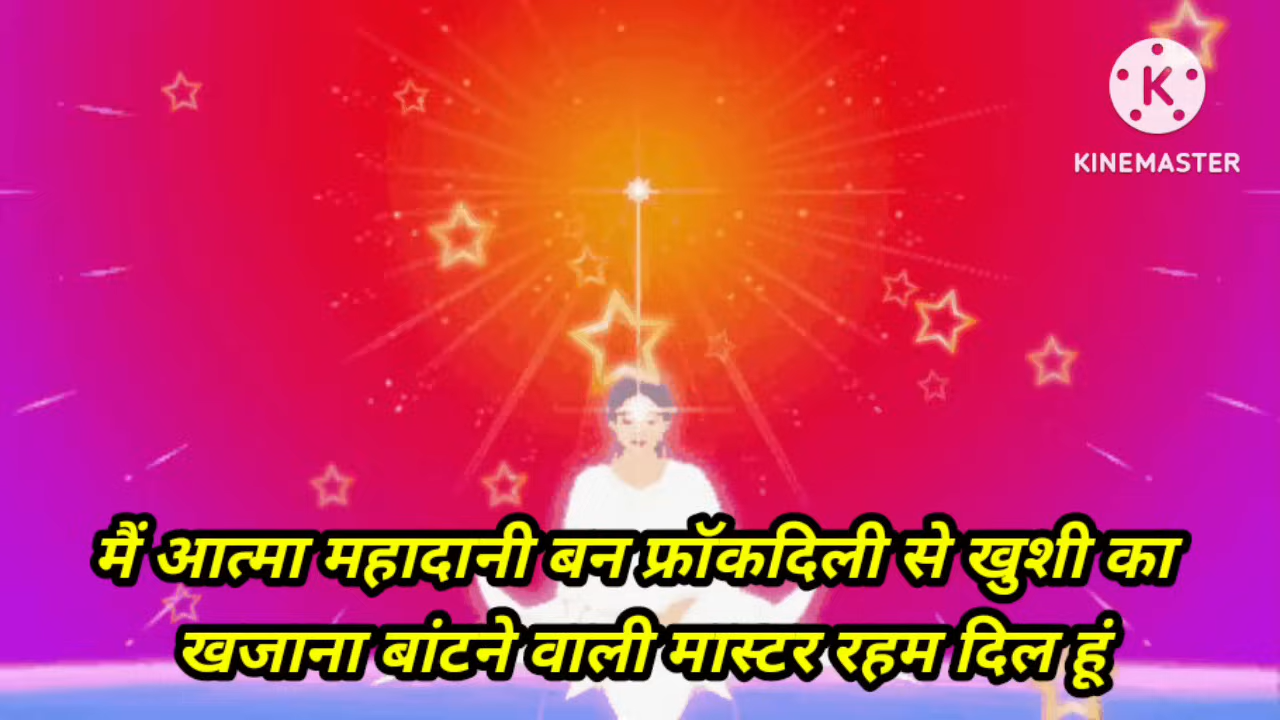 K
KINEMASTER
मैं आत्मा महादानी बन फ्रॉकदिली से खुशी का
खजाना बांटने वाली मास्टर रहम दिल हूं